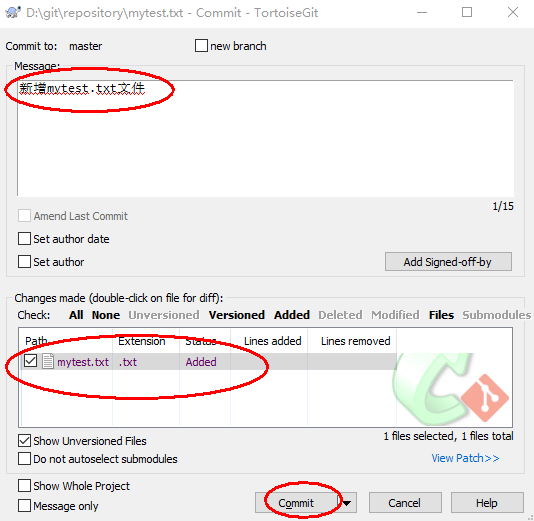 D:\git\repository\mytest.txt - Commit - TortoiseGit
Commit to: master new branch
Message:
新增mytest.txt文件
1/15
Amend Last Commit
Set author date
Set author
Add Signed-off-by
Changes made (double-click on file for diff):
Check: All None Unversioned Versioned Added Deleted Modified Files Submodules
Path Extension Status Lines added Lines removed
mytest.txt .txt Added
Show Unversioned Files
1 files selected, 1 files total
Do not autoselect submodules
View Patch>>
Show Whole Project
Message only
Commit Cancel Help